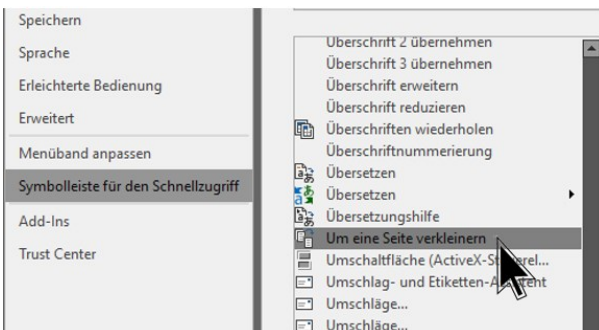 Speichern
Sprache
Erleichterte Bedienung
Erweitert
Menüband anpassen
Symbolleiste für den Schnellzugriff
Add-Ins
Trust Center
Überschrift 2 übernehmen
Überschrift 3 übernehmen
Überschrift erweitern
Überschrift reduzieren
Überschriften wiederholen
Überschriftnummerierung
Übersetzen
Übersetzen
Übersetzungshilfe
Um eine Seite verkleinern
Umschaltfläche (ActiveX-
Umschlag- und Etiketten-
Umschläge...
Umschläge...